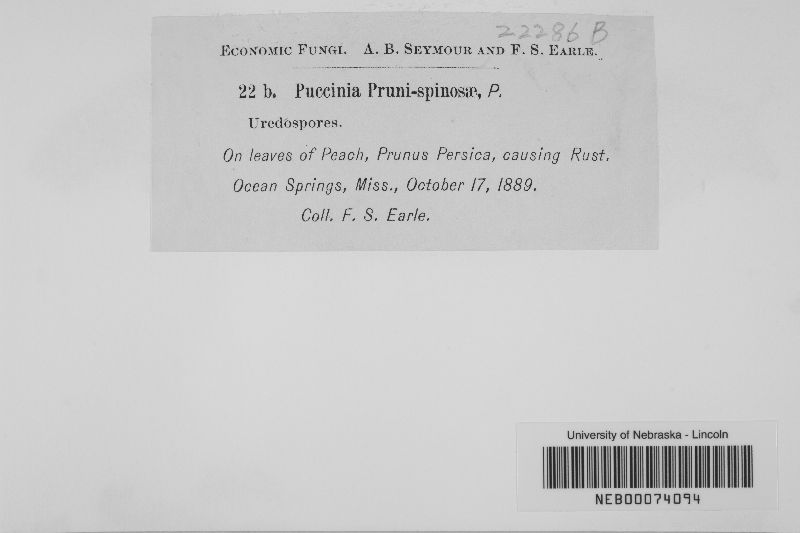 22286 B
Economic Fungi. A. B. Seymour and F. S. Earle.
22 b. Puccinia Pruni-spinosæ, P.
Uredospores.
On leaves of Peach, Prunus Persica, causing Rust.
Ocean Springs, Miss., October 17, 1889.
Coll. F. S. Earle.
University of Nebraska - Lincoln
NEB00074094